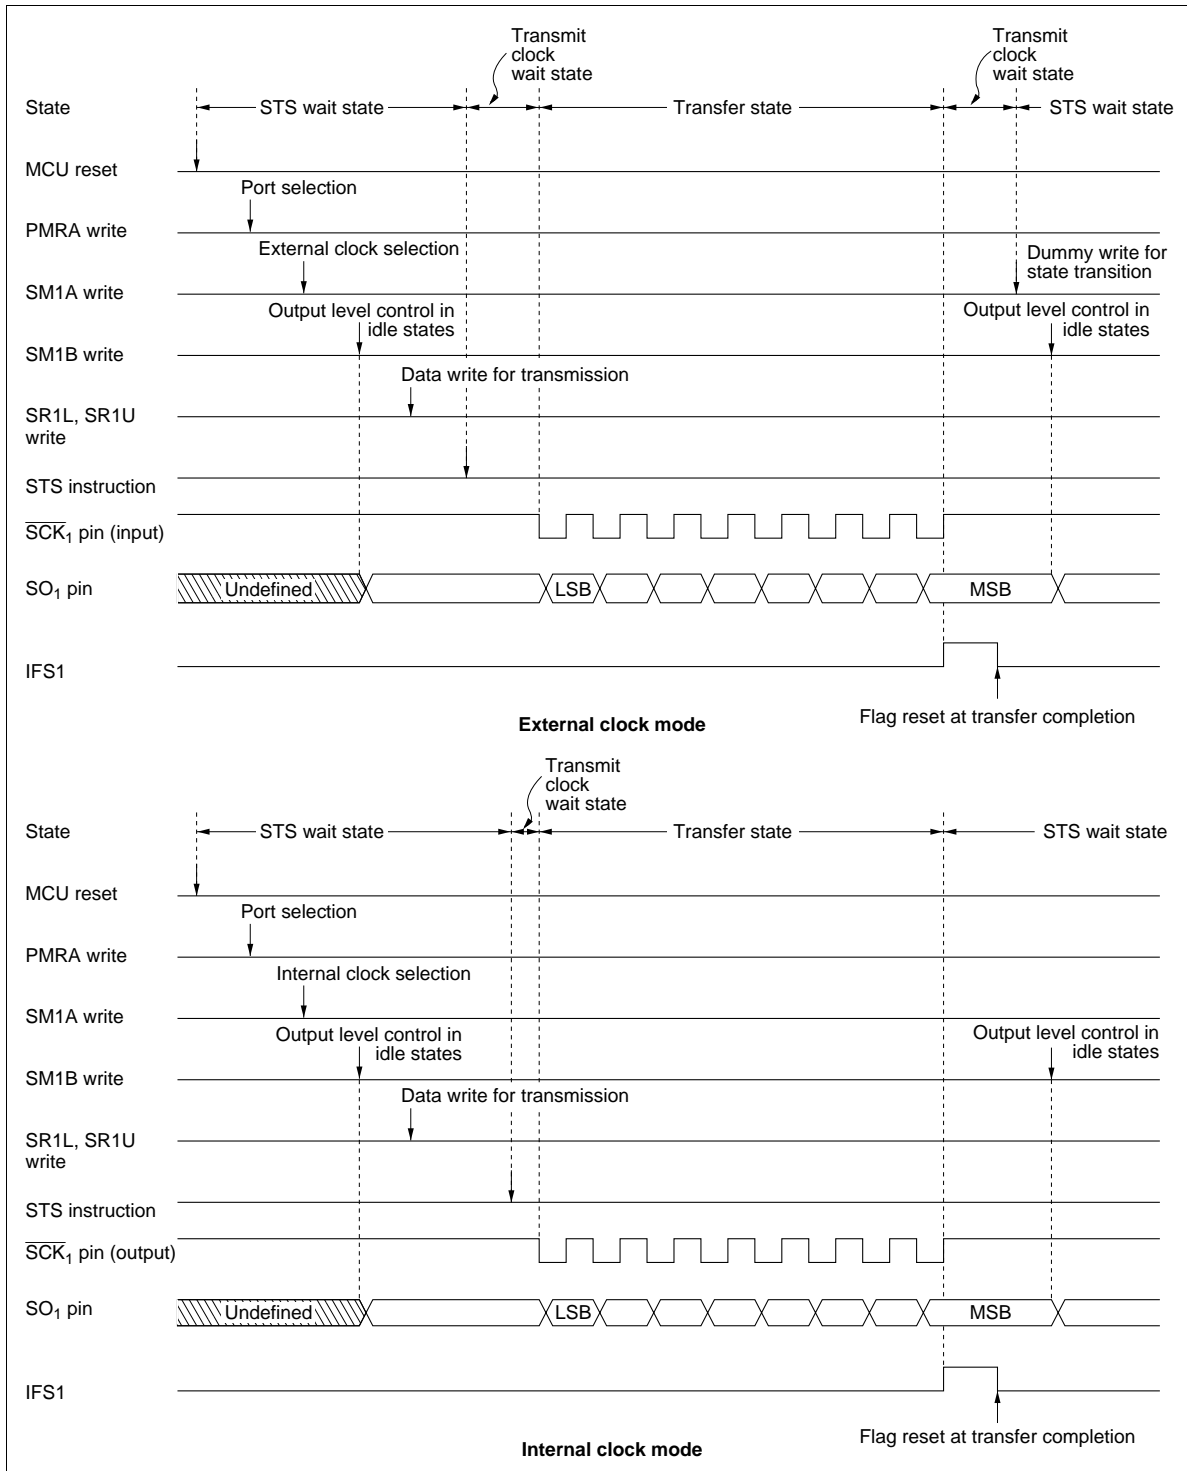 Transmit
clock
wait state
Transmit
clock
wait state
State
STS wait state
Transfer state
STS wait state
MCU reset
Port selection
PMRA write
External clock selection
Dummy write for
state transition
SM1A write
Output level control in
idle states
Output level control in
idle states
SM1B write
Data write for transmission
SR1L, SR1U
write
STS instruction
S̅C̅K̅₁ pin (input)
SO₁ pin
Undefined
LSB
MSB
IFS1
Flag reset at transfer completion
External clock mode
Transmit
clock
wait state
State
STS wait state
Transfer state
STS wait state
MCU reset
Port selection
PMRA write
Internal clock selection
SM1A write
Output level control in
idle states
Output level control in
idle states
SM1B write
Data write for transmission
SR1L, SR1U
write
STS instruction
S̅C̅K̅₁ pin (output)
SO₁ pin
Undefined
LSB
MSB
IFS1
Flag reset at transfer completion
Internal clock mode